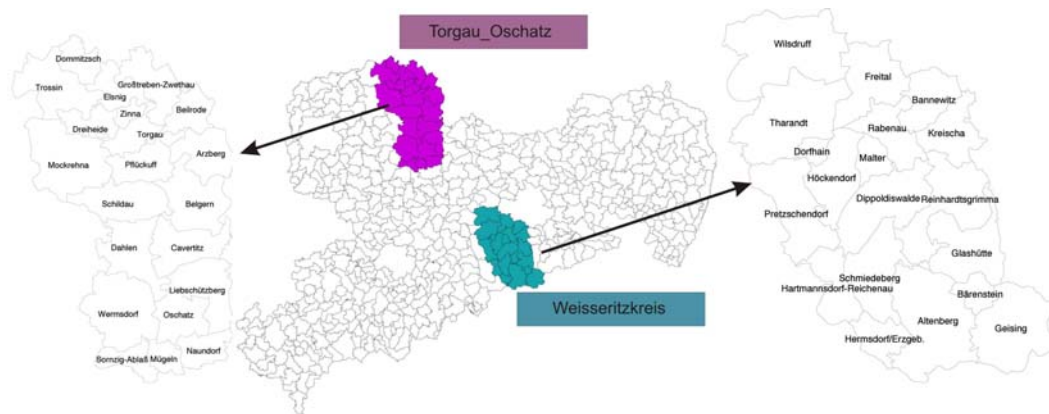 Torgau_Oschatz
Dommitzsch
Großtreben-Zwethau
Trossin
Elsnig
Beilrode
Zinna
Dreiheide
Torgau
Arzberg
Mockrehna
Pflückuff
Schildau
Belgern
Dahlen
Cavertitz
Liebschützberg
Wermsdorf
Oschatz
Naundorf
Sornzig-Ablaß
Mügeln
Weisseritzkreis
Wilsdruff
Freital
Bannewitz
Tharandt
Rabenau
Kreischa
Dorfhain
Malter
Höckendorf
Dippoldiswalde
Reinhardtsgrimma
Pretzschendorf
Glashütte
Schmiedeberg
Hartmannsdorf-Reichenau
Bärenstein
Altenberg
Geising
Hermsdorf/Erzgeb.